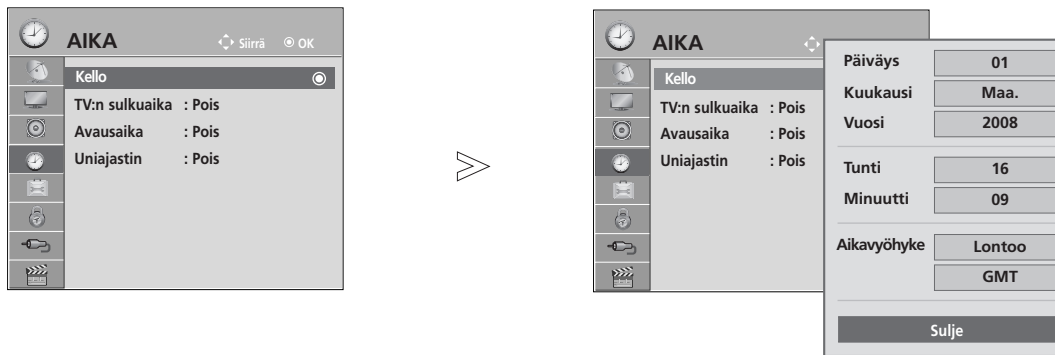 AIKA Siirrä OK
Kello
TV:n sulkuaika : Pois
Avausaika : Pois
Uniajastin : Pois
AIKA
Kello
TV:n sulkuaika : Pois
Avausaika : Pois
Uniajastin : Pois
Päiväys 01
Kuukausi Maa.
Vuosi 2008
Tunti 16
Minuutti 09
Aikavyöhyke Lontoo
GMT
Sulje